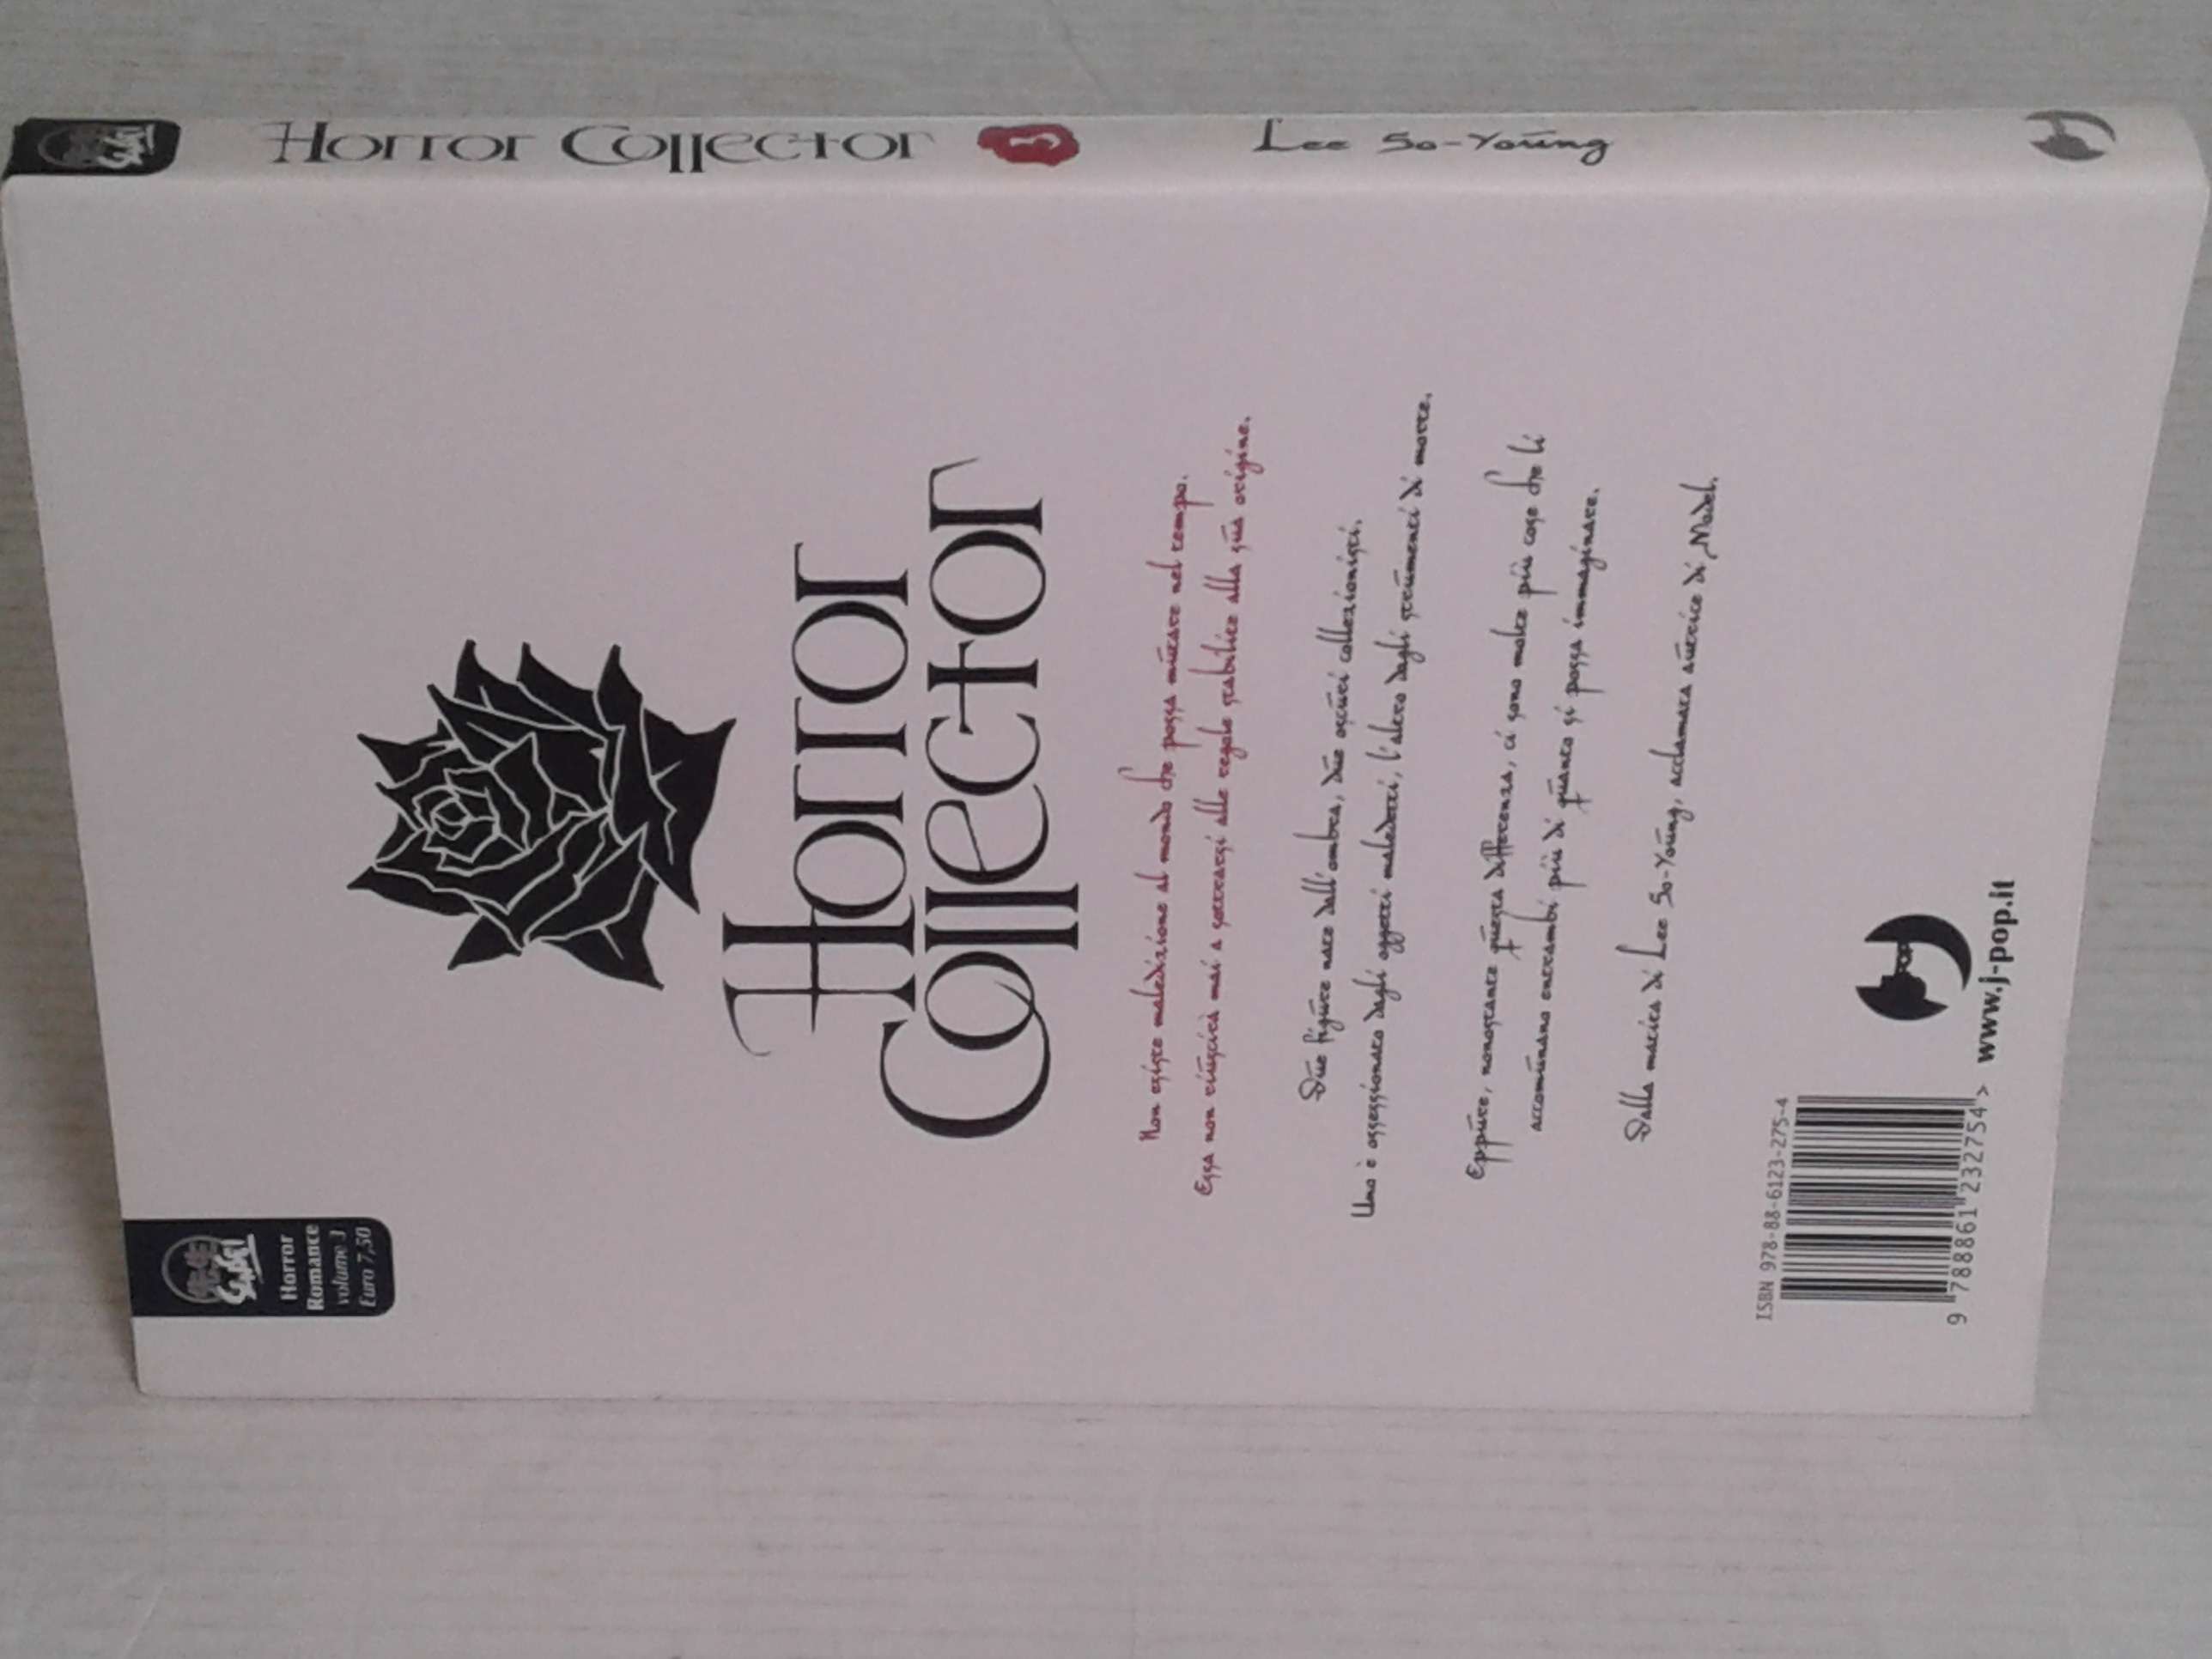 Horror Collector 3 Lee So-Young
SENSEI
Horror
Romance
volume 3
Euro 7,50
Horror
Collector
Non esiste maledizione al mondo che possa mutare nel tempo.
Essa non riuscirà mai a sottrarsi alle regole stabilite alla sua origine.
Due figure nate dall'ombra, due oscuri collezionisti.
Uno è ossessionato dagli oggetti maledetti, l'altro dagli strumenti di morte.
Eppure, nonostante questa differenza, ci sono molte più cose che li
accomunano entrambi più di quanto si possa immaginare.
Dalla matita di Lee So-Young, acclamata autrice di Model.
ISBN 978-88-6123-275-4
9 788861 232754 >
www.j-pop.it